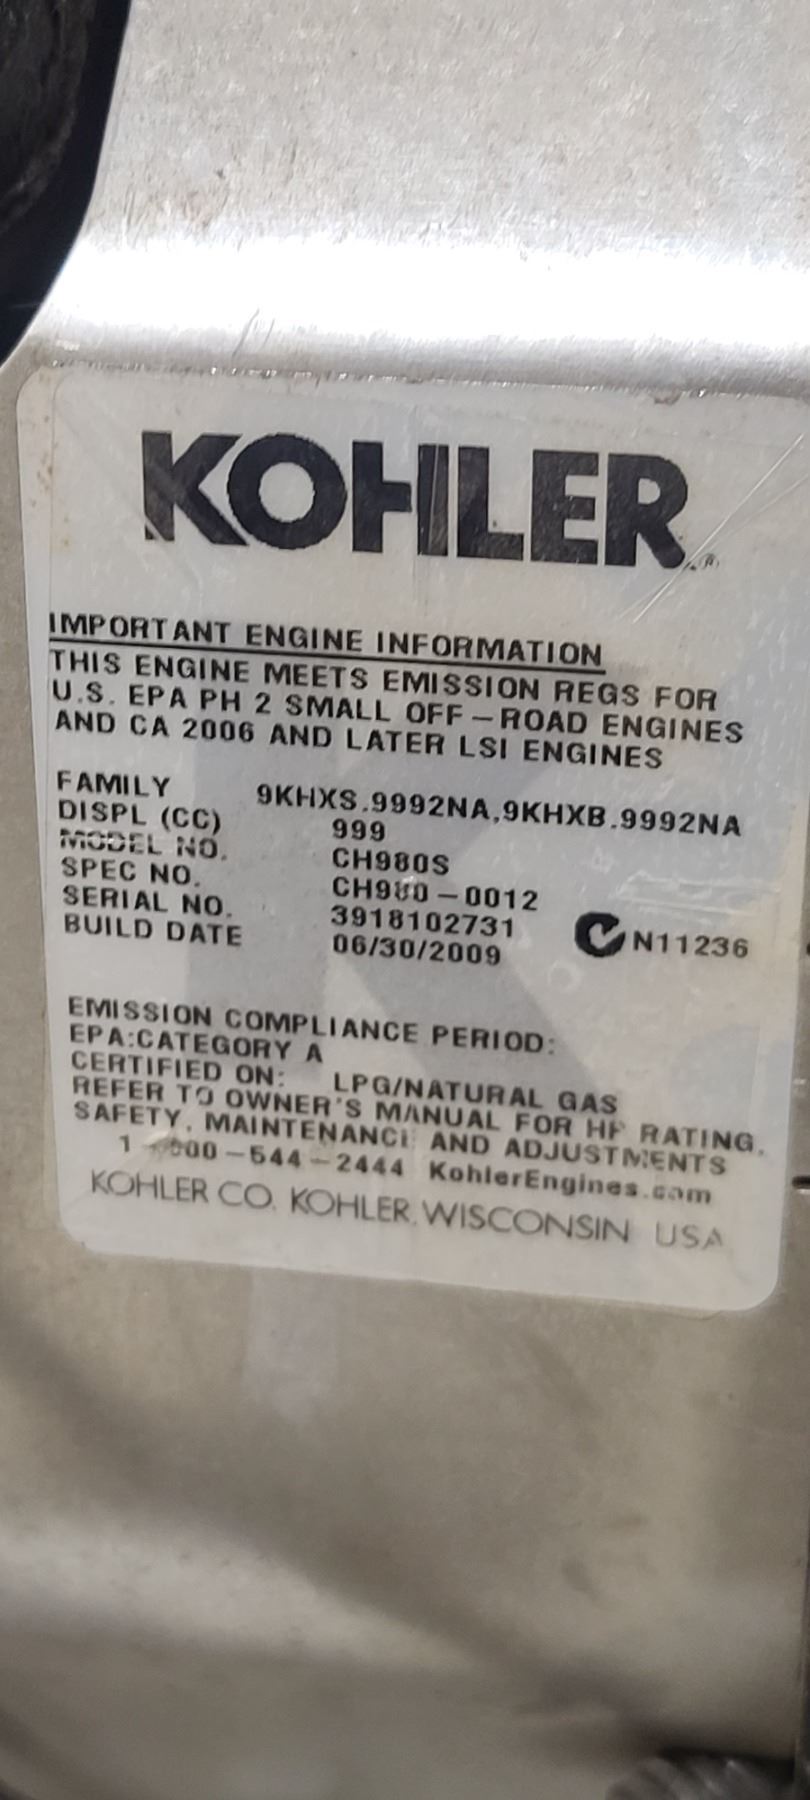 KOHLER®
IMPORTANT ENGINE INFORMATION
THIS ENGINE MEETS EMISSION REGS FOR
U.S. EPA PH 2 SMALL OFF-ROAD ENGINES
AND CA 2006 AND LATER LSI ENGINES
FAMILY 9KHXS.9992NA,9KHXB.9992NA
DISPL (CC) 999
MODEL NO. CH980S
SPEC NO. CH980-0012
SERIAL NO. 3918102731
BUILD DATE 06/30/2009
N11236
EMISSION COMPLIANCE PERIOD:
EPA:CATEGORY A
CERTIFIED ON: LPG/NATURAL GAS
REFER TO OWNER'S MANUAL FOR HP RATING,
SAFETY, MAINTENANCE AND ADJUSTMENTS
1-800-544-2444 KohlerEngines.com
KOHLER CO. KOHLER, WISCONSIN USA